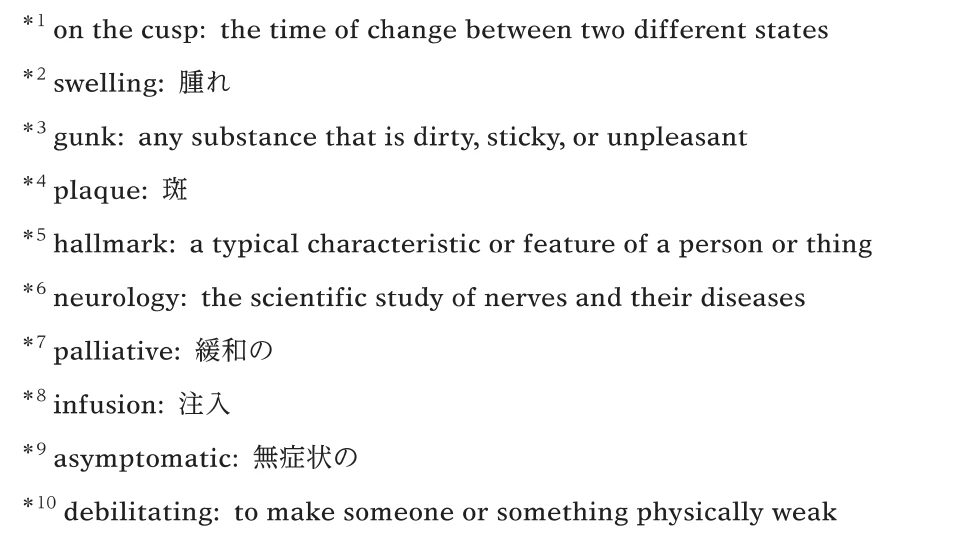 *1 on the cusp: the time of change between two different states
*2 swelling: 腫れ
*3 gunk: any substance that is dirty, sticky, or unpleasant
*4 plaque: 斑
*5 hallmark: a typical characteristic or feature of a person or thing
*6 neurology: the scientific study of nerves and their diseases
*7 palliative: 緩和の
*8 infusion: 注入
*9 asymptomatic: 無症状の
*10 debilitating: to make someone or something physically weak